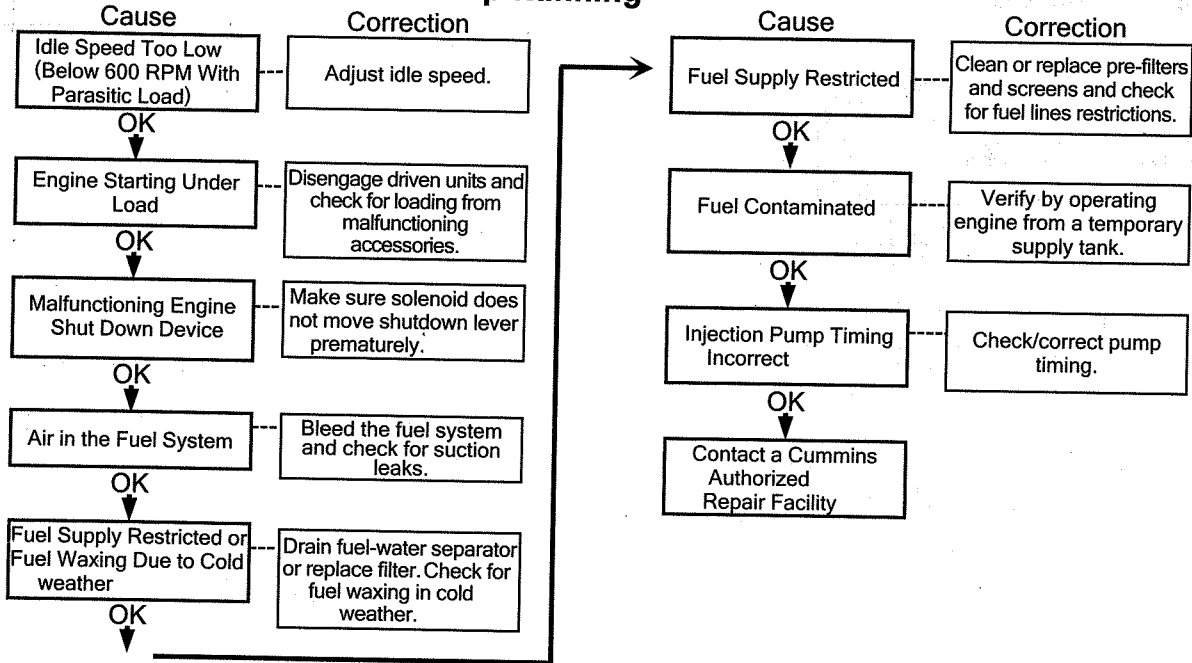 Cause
Correction
Idle Speed Too Low
(Below 600 RPM With
Parasitic Load)
Adjust idle speed.
OK
Engine Starting Under
Load
Disengage driven units and
check for loading from
malfunctioning
accessories.
OK
Malfunctioning Engine
Shut Down Device
Make sure solenoid does
not move shutdown lever
prematurely.
OK
Air in the Fuel System
Bleed the fuel system
and check for suction
leaks.
OK
Fuel Supply Restricted or
Fuel Waxing Due to Cold
weather
Drain fuel-water separator
or replace filter. Check for
fuel waxing in cold
weather.
OK
Cause
Correction
Fuel Supply Restricted
Clean or replace pre-filters
and screens and check
for fuel lines restrictions.
OK
Fuel Contaminated
Verify by operating
engine from a temporary
supply tank.
OK
Injection Pump Timing
Incorrect
Check/correct pump
timing.
OK
Contact a Cummins
Authorized
Repair Facility